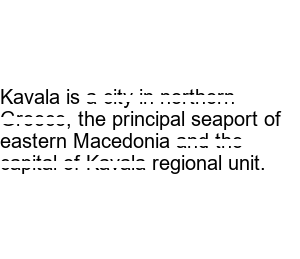 Kavala is a city in northern
Greece, the principal seaport of
eastern Macedonia and the
capital of Kavala regional unit.